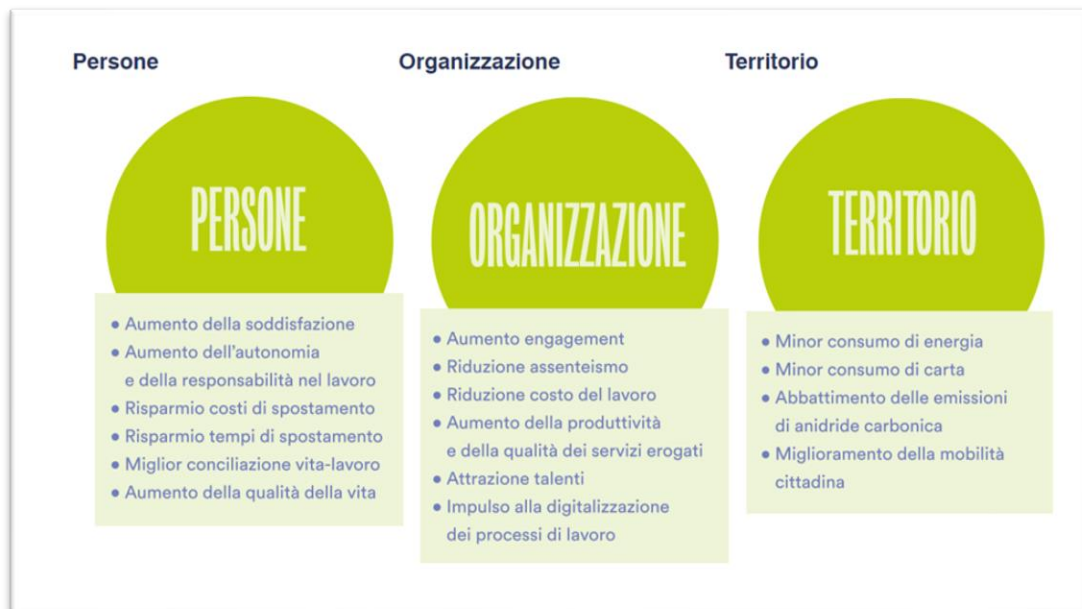 Persone
Organizzazione
Territorio
PERSONE
• Aumento della soddisfazione
• Aumento dell'autonomia
e della responsabilità nel lavoro
• Risparmio costi di spostamento
• Risparmio tempi di spostamento
• Miglior conciliazione vita-lavoro
• Aumento della qualità della vita
ORGANIZZAZIONE
• Aumento engagement
• Riduzione assenteismo
• Riduzione costo del lavoro
• Aumento della produttività
e della qualità dei servizi erogati
• Attrazione talenti
• Impulso alla digitalizzazione
dei processi di lavoro
TERRITORIO
• Minor consumo di energia
• Minor consumo di carta
• Abbattimento delle emissioni
di anidride carbonica
• Miglioramento della mobilità
cittadina